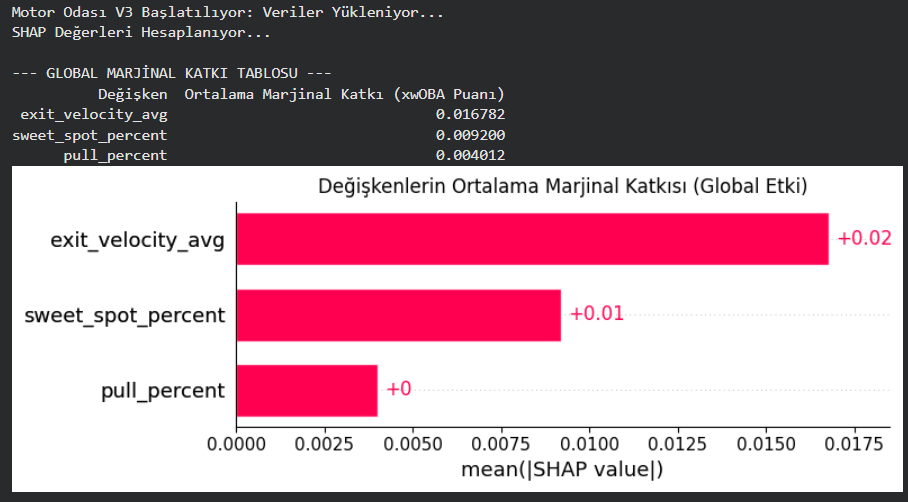 Motor Odası V3 Başlatılıyor: Veriler Yükleniyor...
SHAP Değerleri Hesaplanıyor...
--- GLOBAL MARJİNAL KATKI TABLOSU ---
Değişken Ortalama Marjinal Katkı (xwOBA Puanı)
exit_velocity_avg 0.016782
sweet_spot_percent 0.009200
pull_percent 0.004012
Değişkenlerin Ortalama Marjinal Katkısı (Global Etki)
exit_velocity_avg +0.02
sweet_spot_percent +0.01
pull_percent +0
0.0000 0.0025 0.0050 0.0075 0.0100 0.0125 0.0150 0.0175
mean(|SHAP value|)